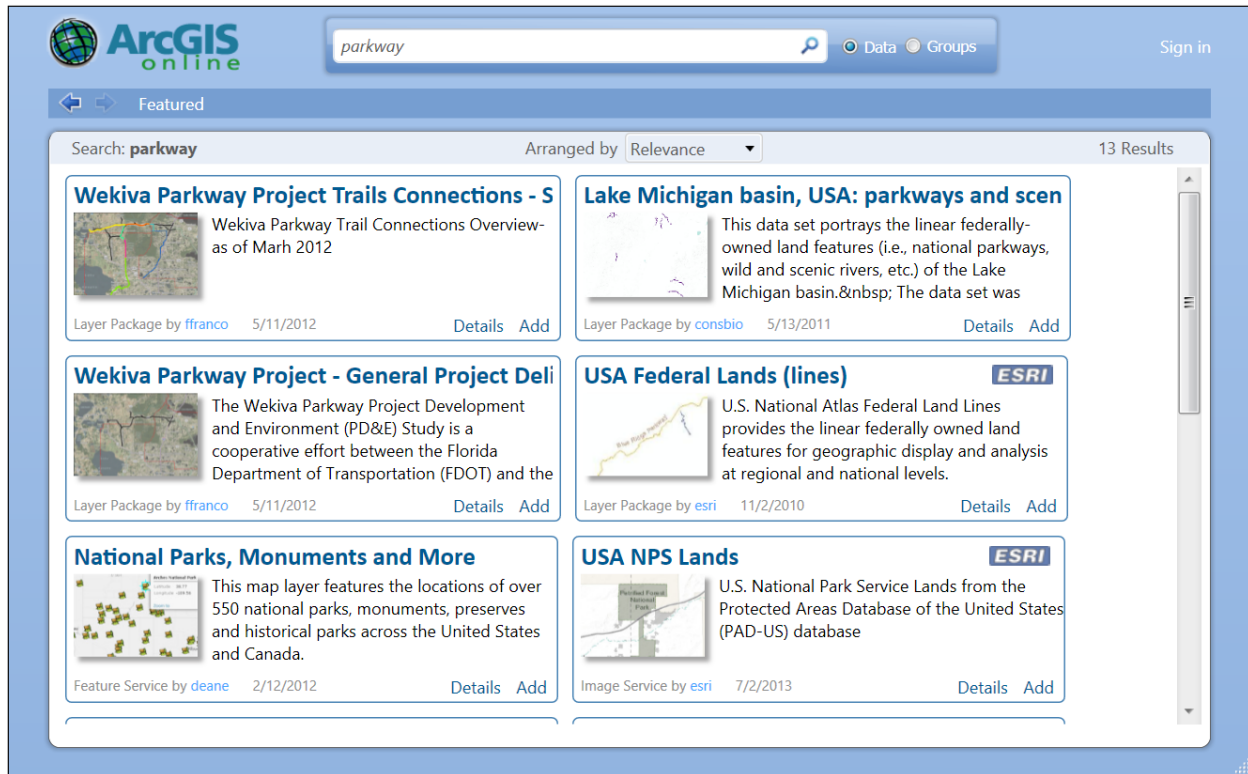 ArcGIS
online
parkway
Data
Groups
Sign in
Featured
Search: parkway
Arranged by
Relevance
13 Results
Wekiva Parkway Project Trails Connections - S
Wekiva Parkway Trail Connections Overview-
as of Marh 2012
Layer Package by ffranco 5/11/2012
Details Add
Lake Michigan basin, USA: parkways and scen
This data set portrays the linear federally-
owned land features (i.e., national parkways,
wild and scenic rivers, etc.) of the Lake
Michigan basin.&nbsp; The data set was
Layer Package by consbio 5/13/2011
Details Add
Wekiva Parkway Project - General Project Deli
The Wekiva Parkway Project Development
and Environment (PD&E) Study is a
cooperative effort between the Florida
Department of Transportation (FDOT) and the
Layer Package by ffranco 5/11/2012
Details Add
USA Federal Lands (lines)
ESRI
U.S. National Atlas Federal Land Lines
provides the linear federally owned land
features for geographic display and analysis
at regional and national levels.
Layer Package by esri 11/2/2010
Details Add
National Parks, Monuments and More
This map layer features the locations of over
550 national parks, monuments, preserves
and historical parks across the United States
and Canada.
Feature Service by deane 2/12/2012
Details Add
USA NPS Lands
ESRI
Petrified Forest
National
Park
U.S. National Park Service Lands from the
Protected Areas Database of the United States
(PAD-US) database
Image Service by esri 7/2/2013
Details Add